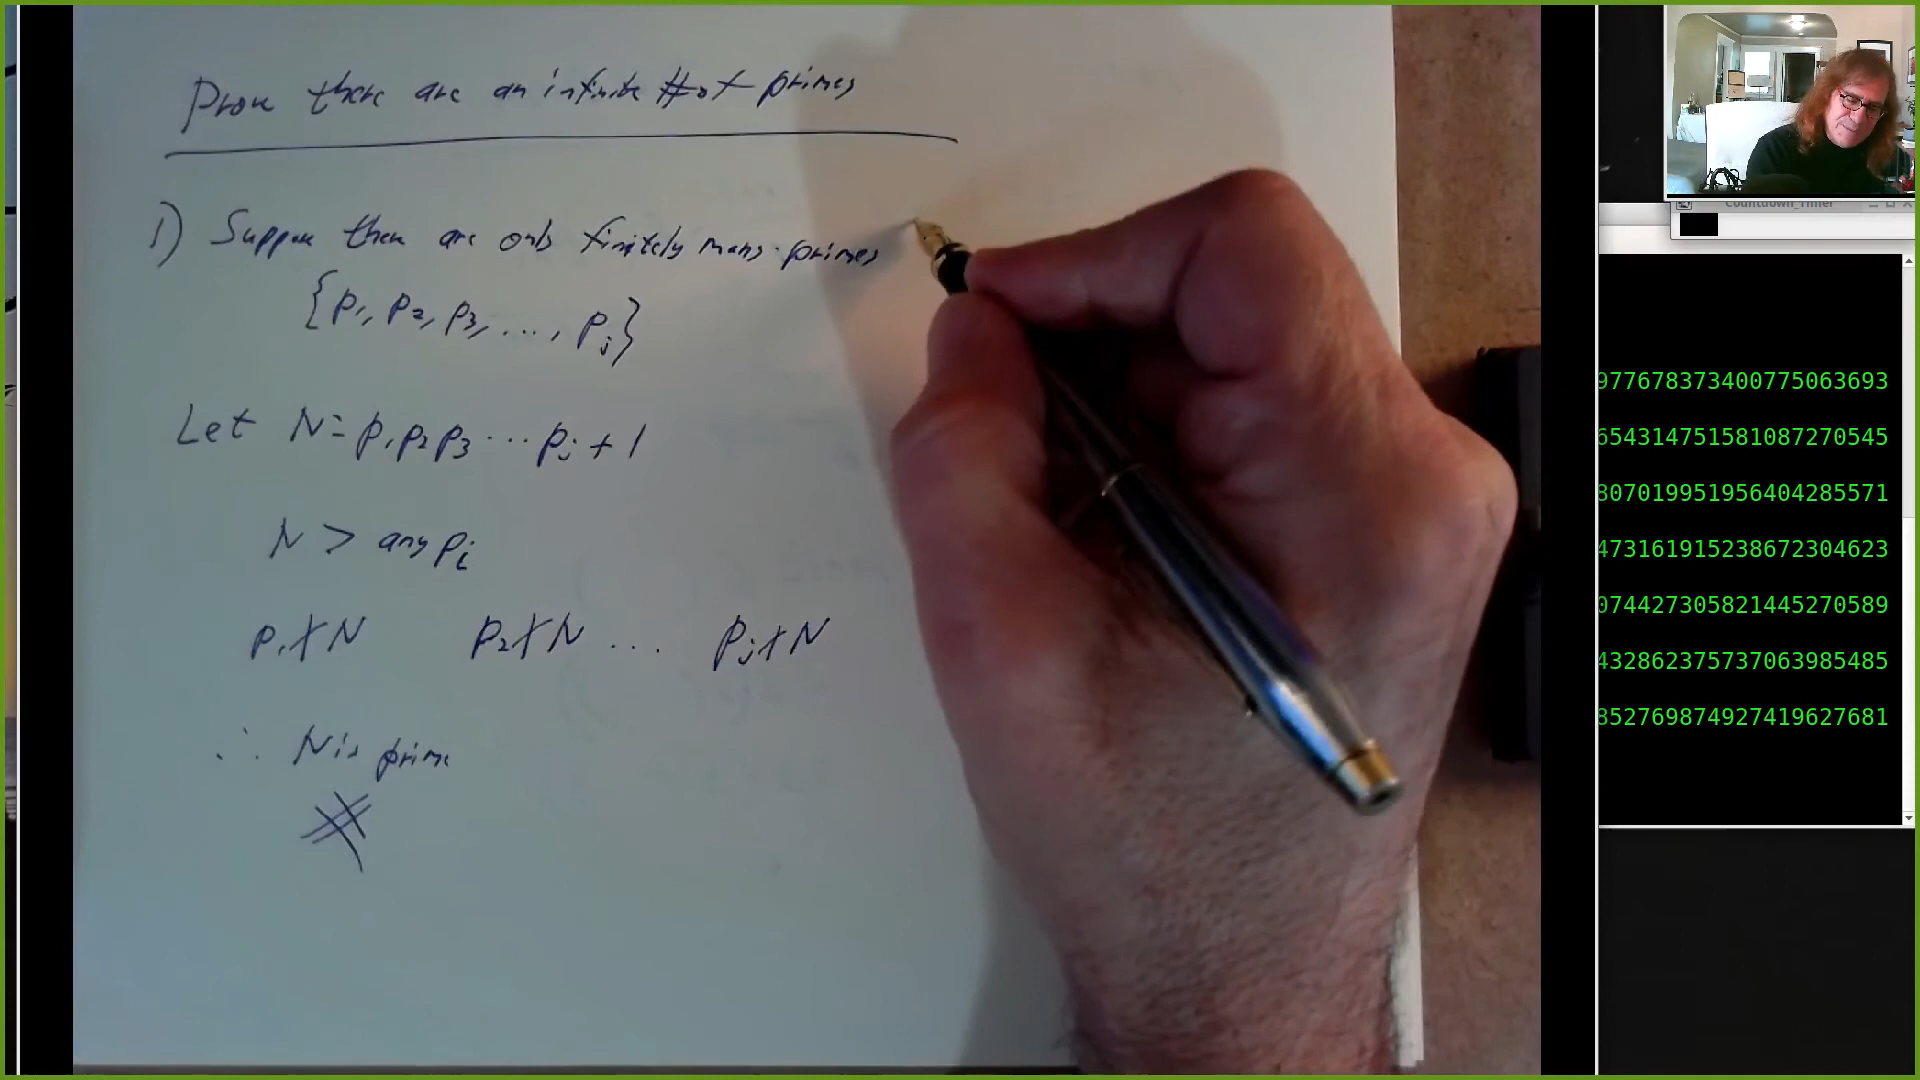 Prove there are an infinite # of primes
1) Suppose there are only finitely many primes
{p₁, p₂, p₃, ..., pⱼ}
Let N = p₁p₂p₃ ... pⱼ + 1
N > any pᵢ
p₁∤N p₂∤N ... pⱼ∤N
∴ N is prime
Countdown_Timer
977678373400775063693
654314751581087270545
807019951956404285571
473161915238672304623
074427305821445270589
432862375737063985485
852769874927419627681